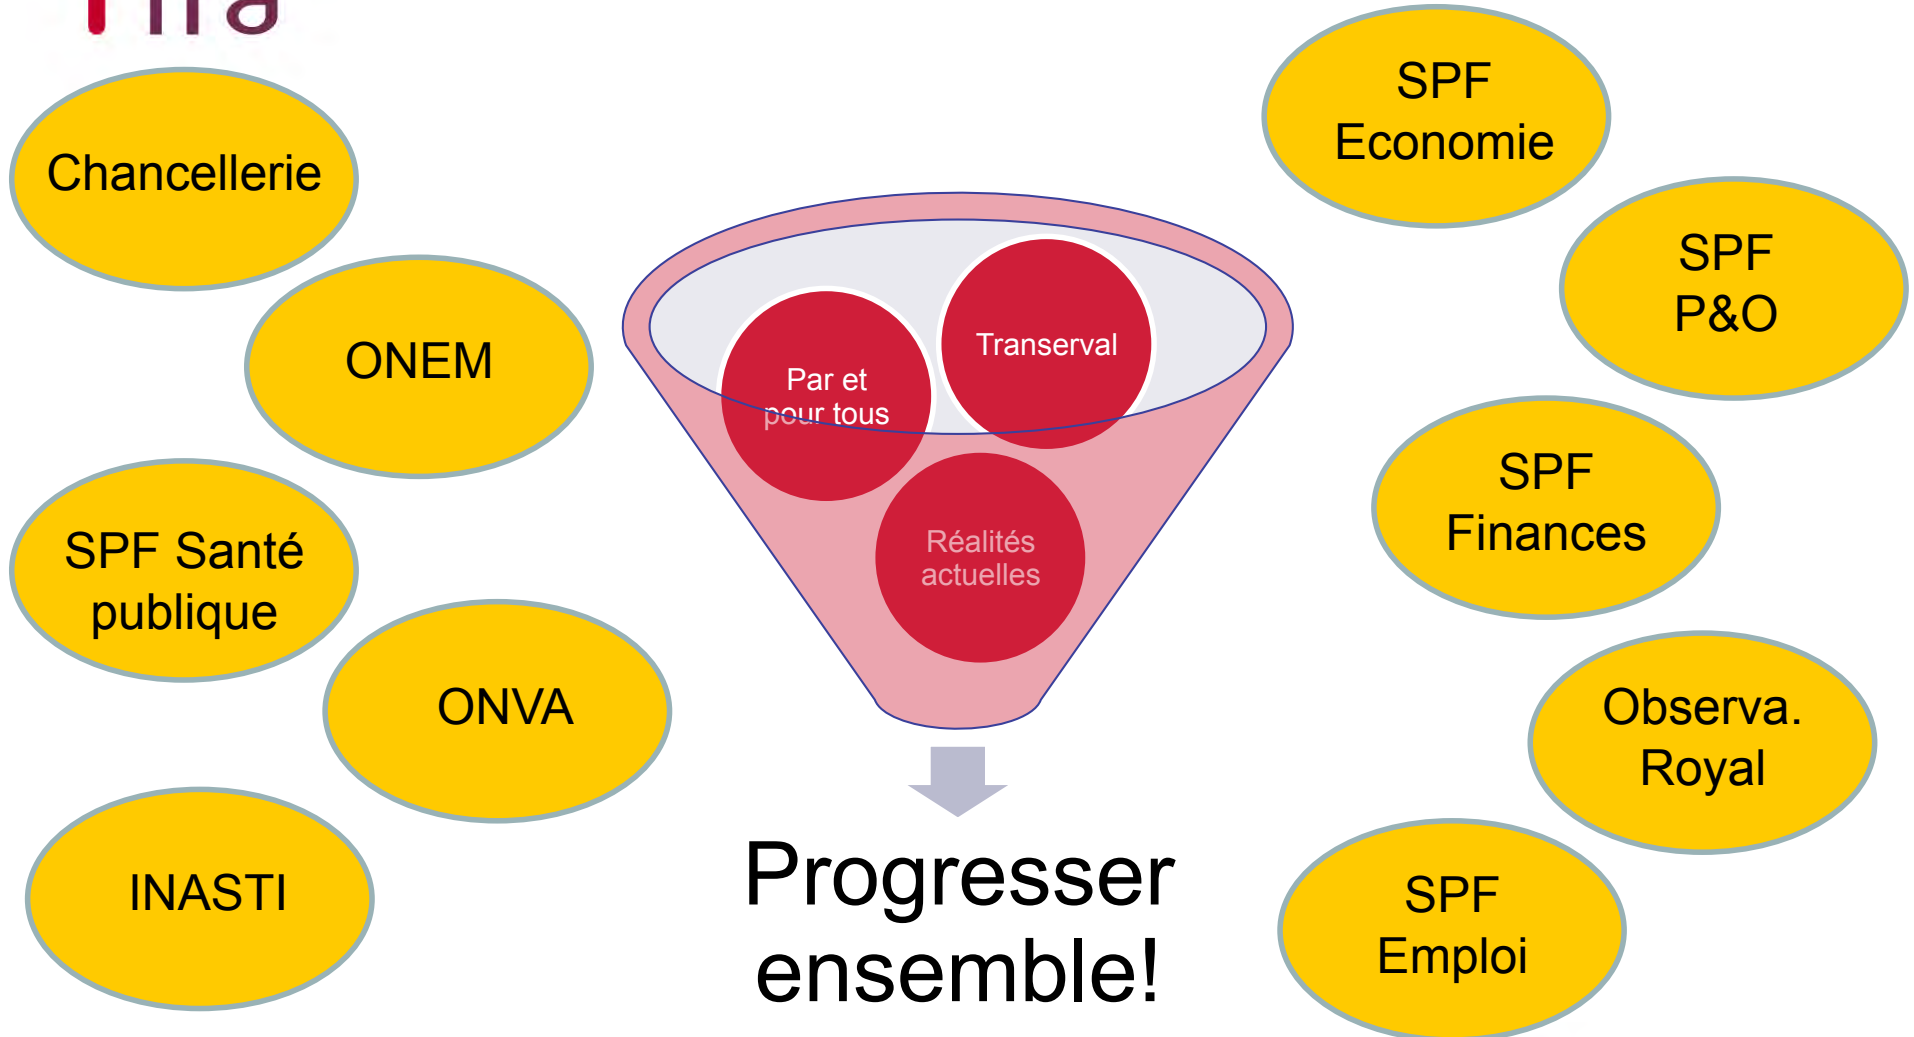 Chancellerie
ONEM
SPF Santé
publique
ONVA
INASTI
Par et
pour tous
Transerval
Réalités
actuelles
Progresser
ensemble!
SPF
Economie
SPF
P&O
SPF
Finances
Observa.
Royal
SPF
Emploi